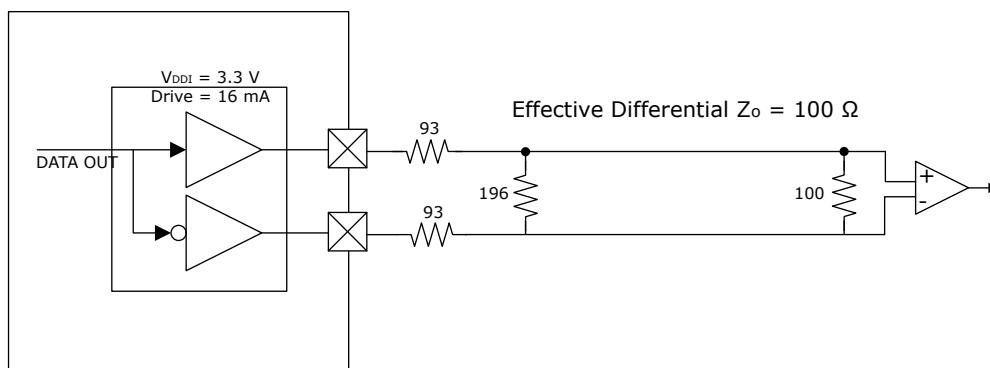 VDDI = 3.3 V
Drive = 16 mA
DATA OUT
Effective Differential Zo = 100 Ω
93
196
93
100
+
-